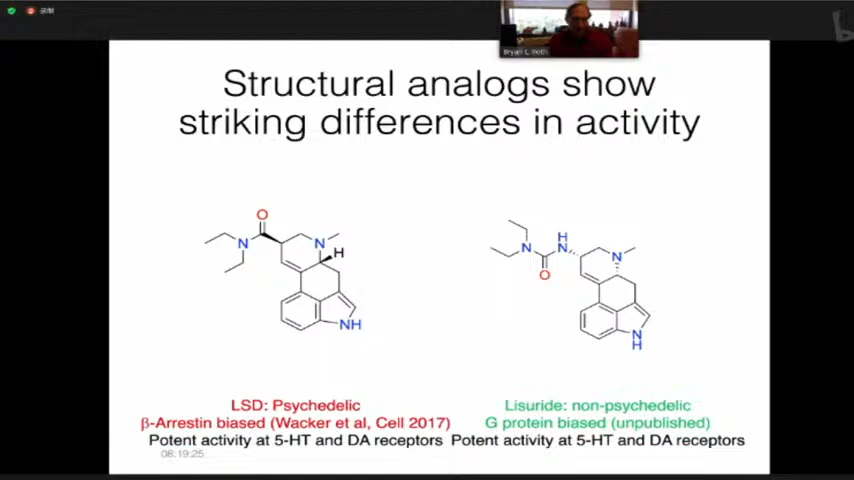 Bryan L. Roth
Structural analogs show
striking differences in activity
O
N
N
H
NH
N
H
N
O
N
N
H
LSD: Psychedelic
β-Arrestin biased (Wacker et al, Cell 2017)
Potent activity at 5-HT and DA receptors
Lisuride: non-psychedelic
G protein biased (unpublished)
Potent activity at 5-HT and DA receptors
08:19:25